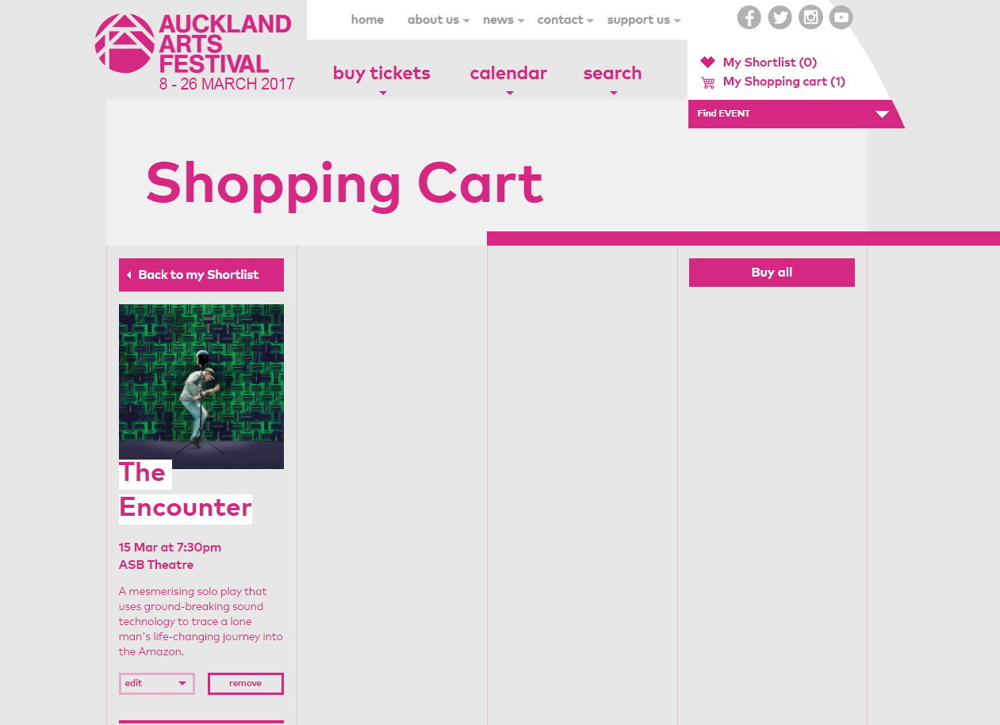 AUCKLAND
ARTS
FESTIVAL
8 - 26 MARCH 2017
home about us news contact support us
buy tickets calendar search
My Shortlist (0)
My Shopping cart (1)
Find EVENT
Shopping Cart
Back to my Shortlist
Buy all
The
Encounter
15 Mar at 7:30pm
ASB Theatre
A mesmerising solo play that
uses ground-breaking sound
technology to trace a lone
man's life-changing journey into
the Amazon.
edit remove